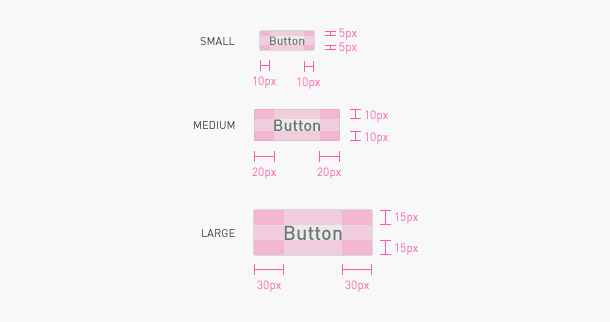 SMALL
Button
5px
5px
10px
10px
MEDIUM
Button
10px
10px
20px
20px
LARGE
Button
15px
15px
30px
30px